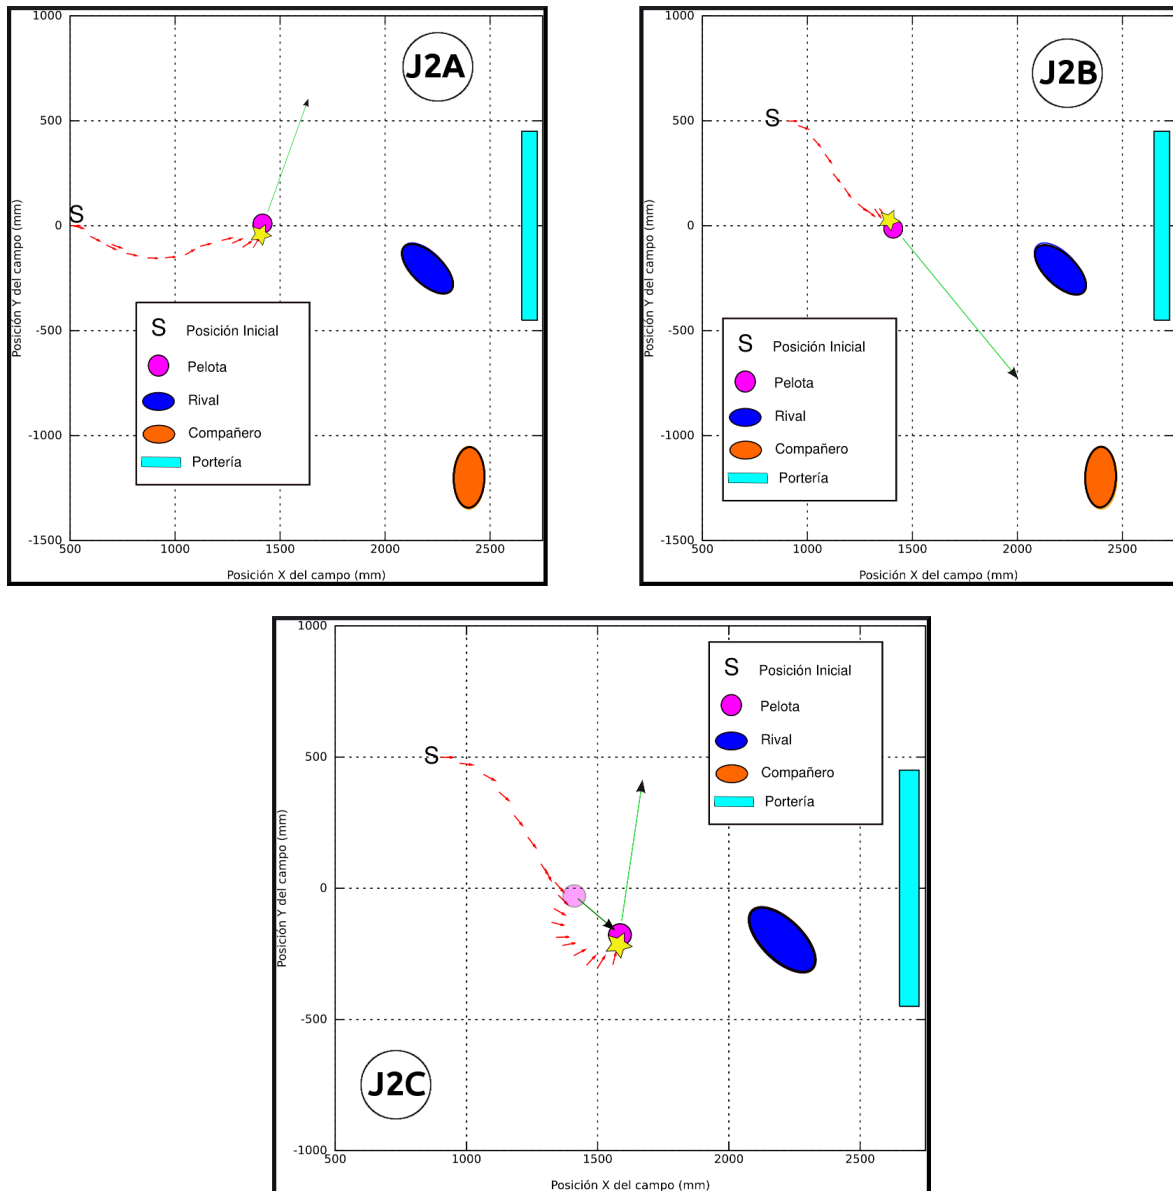 J2A
1000
500
0
-500
-1000
-1500
500
1000
1500
2000
2500
Posición Y del campo (mm)
Posición X del campo (mm)
S
S Posición Inicial
Pelota
Rival
Compañero
Portería
J2B
1000
500
0
-500
-1000
-1500
500
1000
1500
2000
2500
Posición Y del campo (mm)
Posición X del campo (mm)
S
S Posición Inicial
Pelota
Rival
Compañero
Portería
1000
500
0
-500
-1000
500
1000
1500
2000
2500
Posición Y del campo (mm)
Posición X del campo (mm)
S
S Posición Inicial
Pelota
Rival
Compañero
Portería
J2C